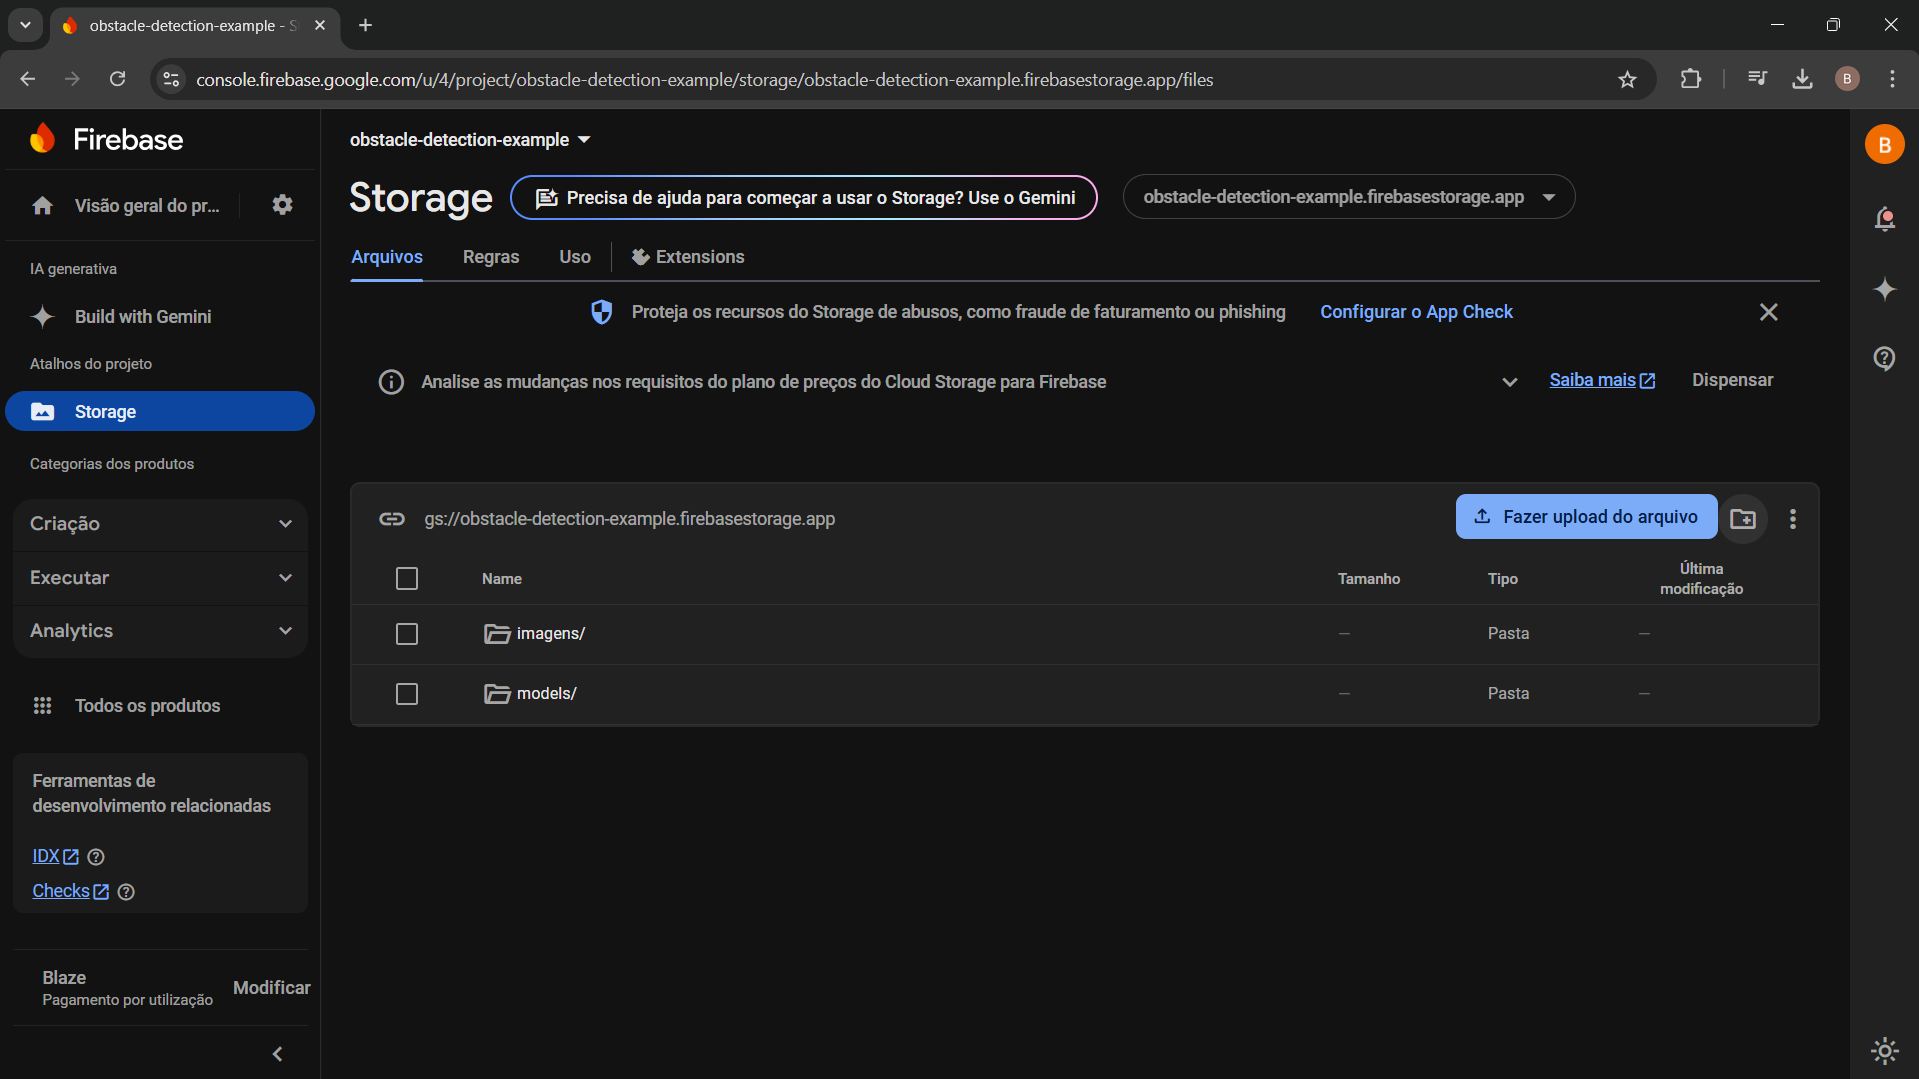 obstacle-detection-example - S
console.firebase.google.com/u/4/project/obstacle-detection-example/storage/obstacle-detection-example.firebasestorage.app/files
B
Firebase
obstacle-detection-example
B
Visão geral do pr...
Storage
Precisa de ajuda para começar a usar o Storage? Use o Gemini
obstacle-detection-example.firebasestorage.app
Arquivos
Regras
Uso
Extensions
IA generativa
Build with Gemini
Proteja os recursos do Storage de abusos, como fraude de faturamento ou phishing
Configurar o App Check
Atalhos do projeto
Analise as mudanças nos requisitos do plano de preços do Cloud Storage para Firebase
Saiba mais
Dispensar
Storage
Categorias dos produtos
Criação
Executar
Analytics
gs://obstacle-detection-example.firebasestorage.app
Fazer upload do arquivo
Name
Tamanho
Tipo
Última
modificação
imagens/
—
Pasta
—
models/
—
Pasta
—
Todos os produtos
Ferramentas de
desenvolvimento relacionadas
IDX
Checks
Blaze
Pagamento por utilização
Modificar